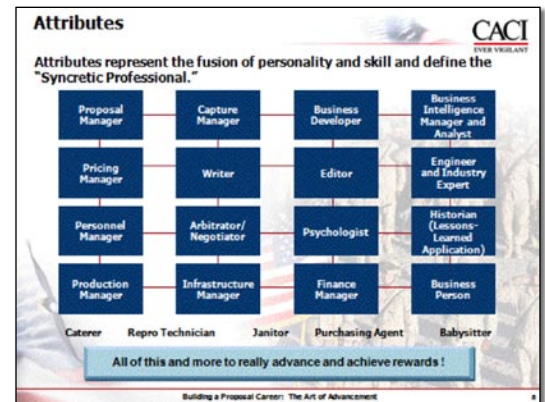 Attributes
CACI
EVER VIGILANT
Attributes represent the fusion of personality and skill and define the
“Syncretic Professional.”
Proposal
Manager
Capture
Manager
Business
Developer
Business
Intelligence
Manager and
Analyst
Pricing
Manager
Writer
Editor
Engineer
and Industry
Expert
Personnel
Manager
Arbitrator/
Negotiator
Psychologist
Historian
(Lessons-
Learned
Application)
Production
Manager
Infrastructure
Manager
Finance
Manager
Business
Person
Caterer Repro Technician Janitor Purchasing Agent Babysitter
All of this and more to really advance and achieve rewards !
Building a Proposal Career: The Art of Advancement
8